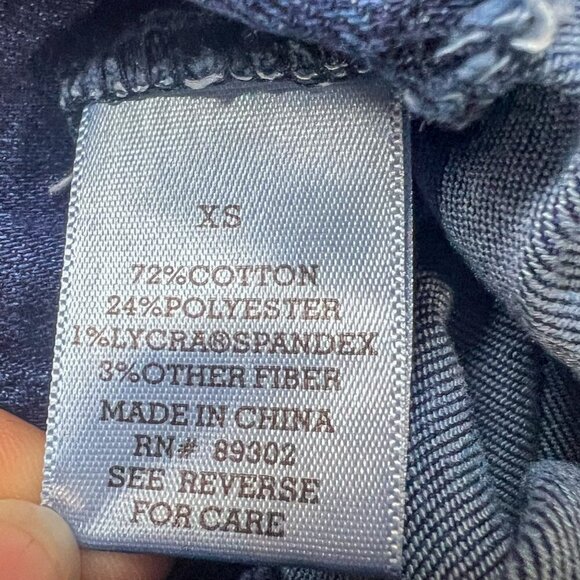 XS
72%COTTON
24%POLYESTER
1%LYCRA®SPANDEX
3%OTHER FIBER
MADE IN CHINA
RN# 89302
SEE REVERSE
FOR CARE